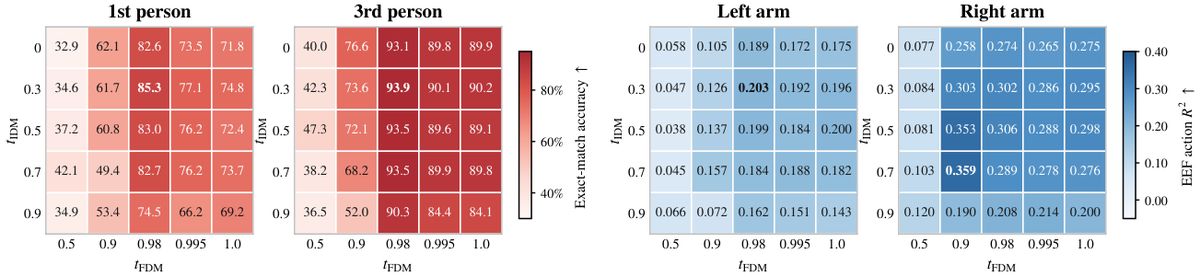 1st person
3rd person
Left arm
Right arm
0 32.9 62.1 82.6 73.5 71.8
0.3 34.6 61.7 85.3 77.1 74.8
0.5 37.2 60.8 83.0 76.2 72.4
0.7 42.1 49.4 82.7 76.2 73.7
0.9 34.9 53.4 74.5 66.2 69.2
0.5 0.9 0.98 0.995 1.0
t_IDM
t_FDM
0 40.0 76.6 93.1 89.8 89.9
0.3 42.3 73.6 93.9 90.1 90.2
0.5 47.3 72.1 93.5 89.6 89.1
0.7 38.2 68.2 93.5 89.9 89.8
0.9 36.5 52.0 90.3 84.4 84.1
0.5 0.9 0.98 0.995 1.0
t_IDM
t_FDM
80%
60%
40%
Exact-match accuracy ↑
0 0.058 0.105 0.189 0.172 0.175
0.3 0.047 0.126 0.203 0.192 0.196
0.5 0.038 0.137 0.199 0.184 0.200
0.7 0.045 0.157 0.184 0.188 0.182
0.9 0.066 0.072 0.162 0.151 0.143
0.5 0.9 0.98 0.995 1.0
t_IDM
t_FDM
0 0.077 0.258 0.274 0.265 0.275
0.3 0.084 0.303 0.302 0.286 0.295
0.5 0.081 0.353 0.306 0.288 0.298
0.7 0.103 0.359 0.289 0.278 0.276
0.9 0.120 0.190 0.208 0.214 0.200
0.5 0.9 0.98 0.995 1.0
t_IDM
t_FDM
0.40
0.30
0.20
0.10
0.00
EEF action R² ↑